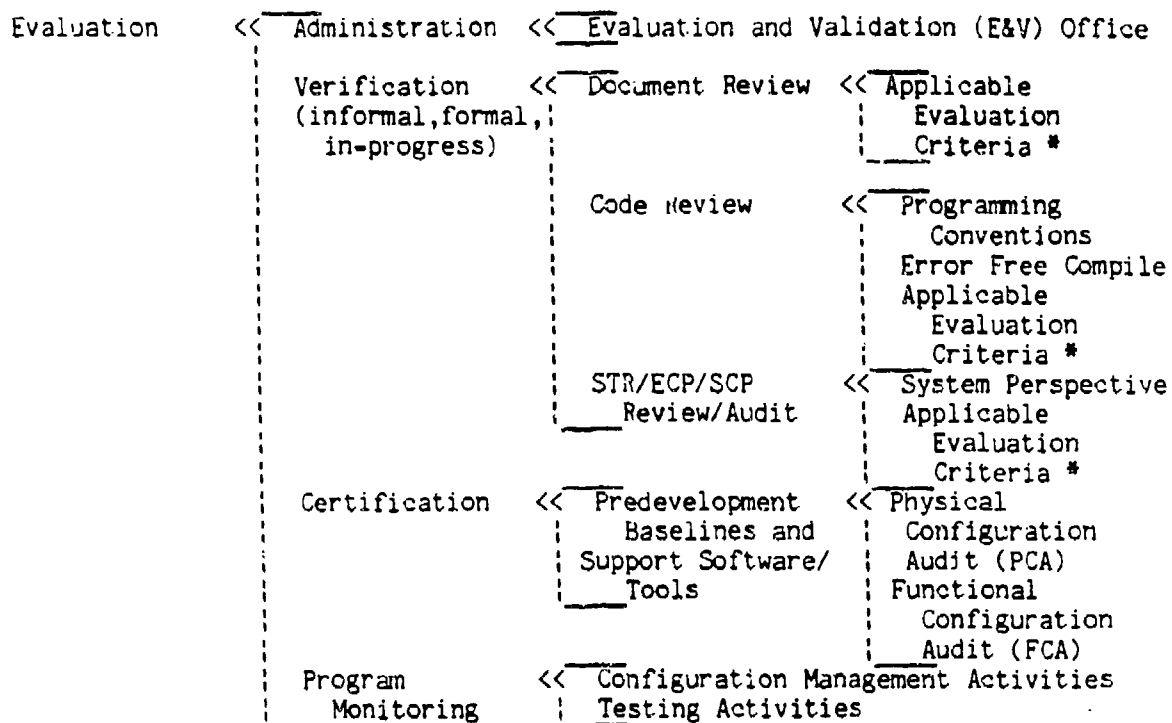 Evaluation << Administration << Evaluation and Validation (E&V) Office
Verification << Document Review << Applicable
(informal,formal, Evaluation
in-progress) Criteria *
Code Review << Programming
Conventions
Error Free Compile
Applicable
Evaluation
Criteria *
STR/ECP/SCP << System Perspective
Review/Audit Applicable
Evaluation
Criteria *
Certification << Predevelopment << Physical
Baselines and Configuration
Support Software/ Audit (PCA)
Tools Functional
Configuration
Audit (FCA)
Program << Configuration Management Activities
Monitoring Testing Activities